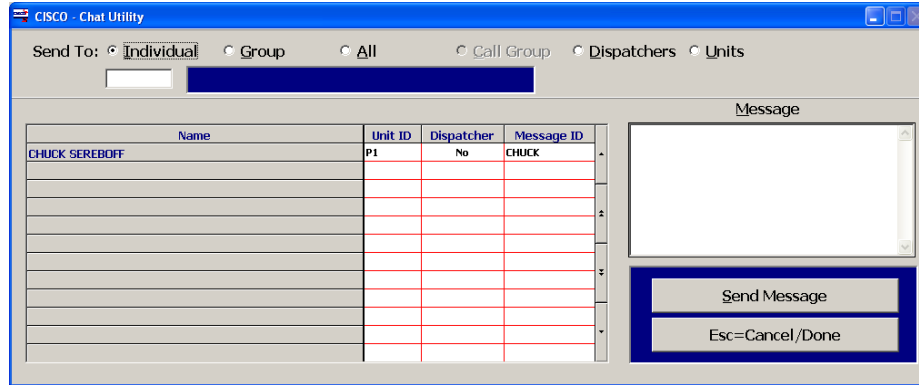 CISCO - Chat Utility
Send To: Individual Group All Call Group Dispatchers Units
Message
Name Unit ID Dispatcher Message ID
CHUCK SEREBOFF P1 No CHUCK
Send Message
Esc=Cancel/Done